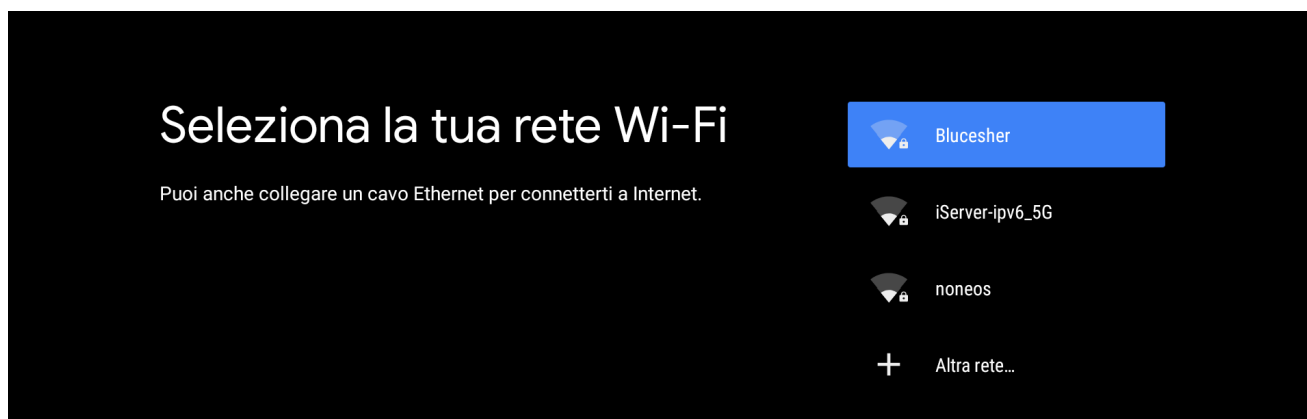 Seleziona la tua rete Wi-Fi
Puoi anche collegare un cavo Ethernet per connetterti a Internet.
Blucesher
iServer-ipv6_5G
noneos
Altra rete…